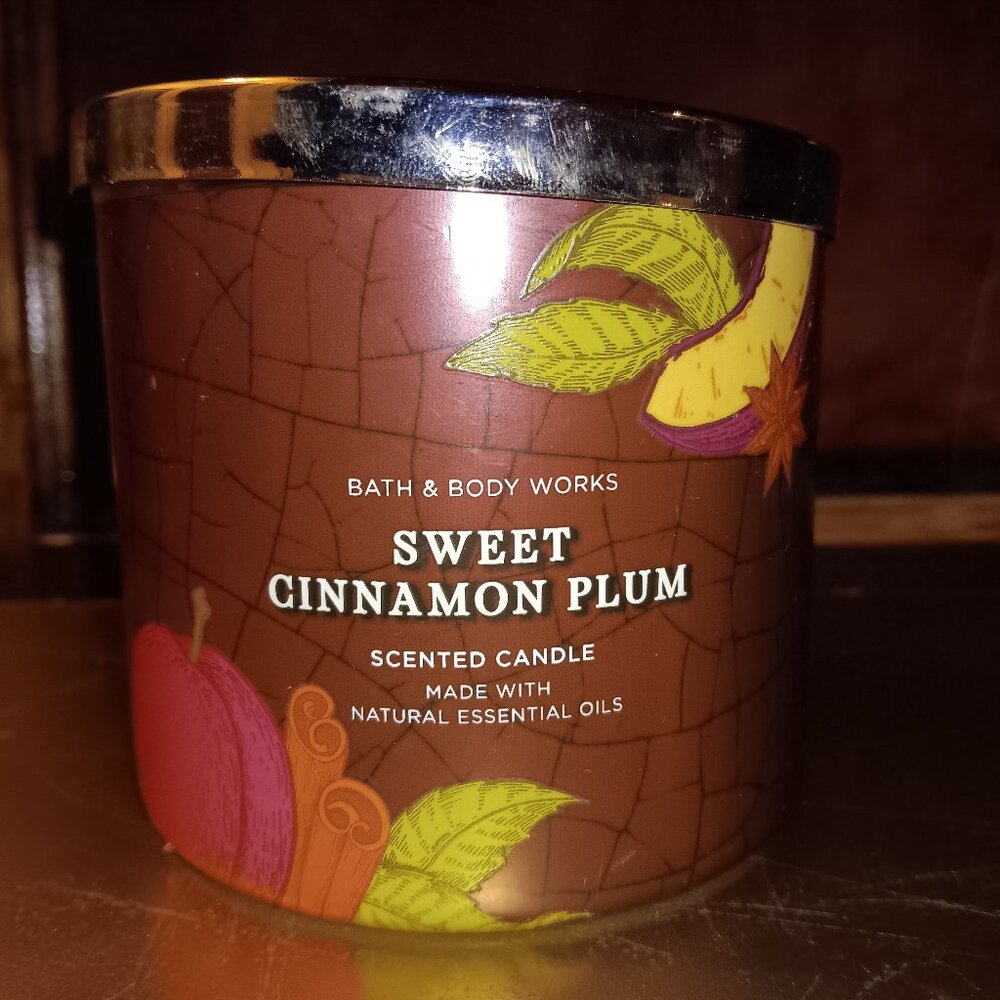 BATH & BODY WORKS
SWEET
CINNAMON PLUM
SCENTED CANDLE
MADE WITH
NATURAL ESSENTIAL OILS